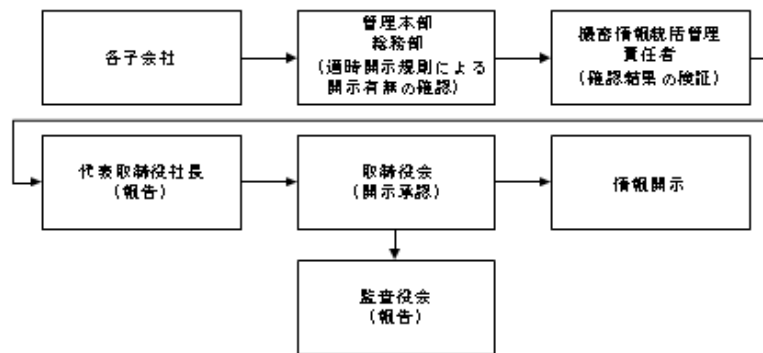 各子会社
管理本部
総務部
（適時開示規則による
開示有無の確認）
機密情報統括管理
責任者
（確認結果の検証）
代表取締役社長
（報告）
取締役会
（開示承認）
情報開示
監査役会
（報告）